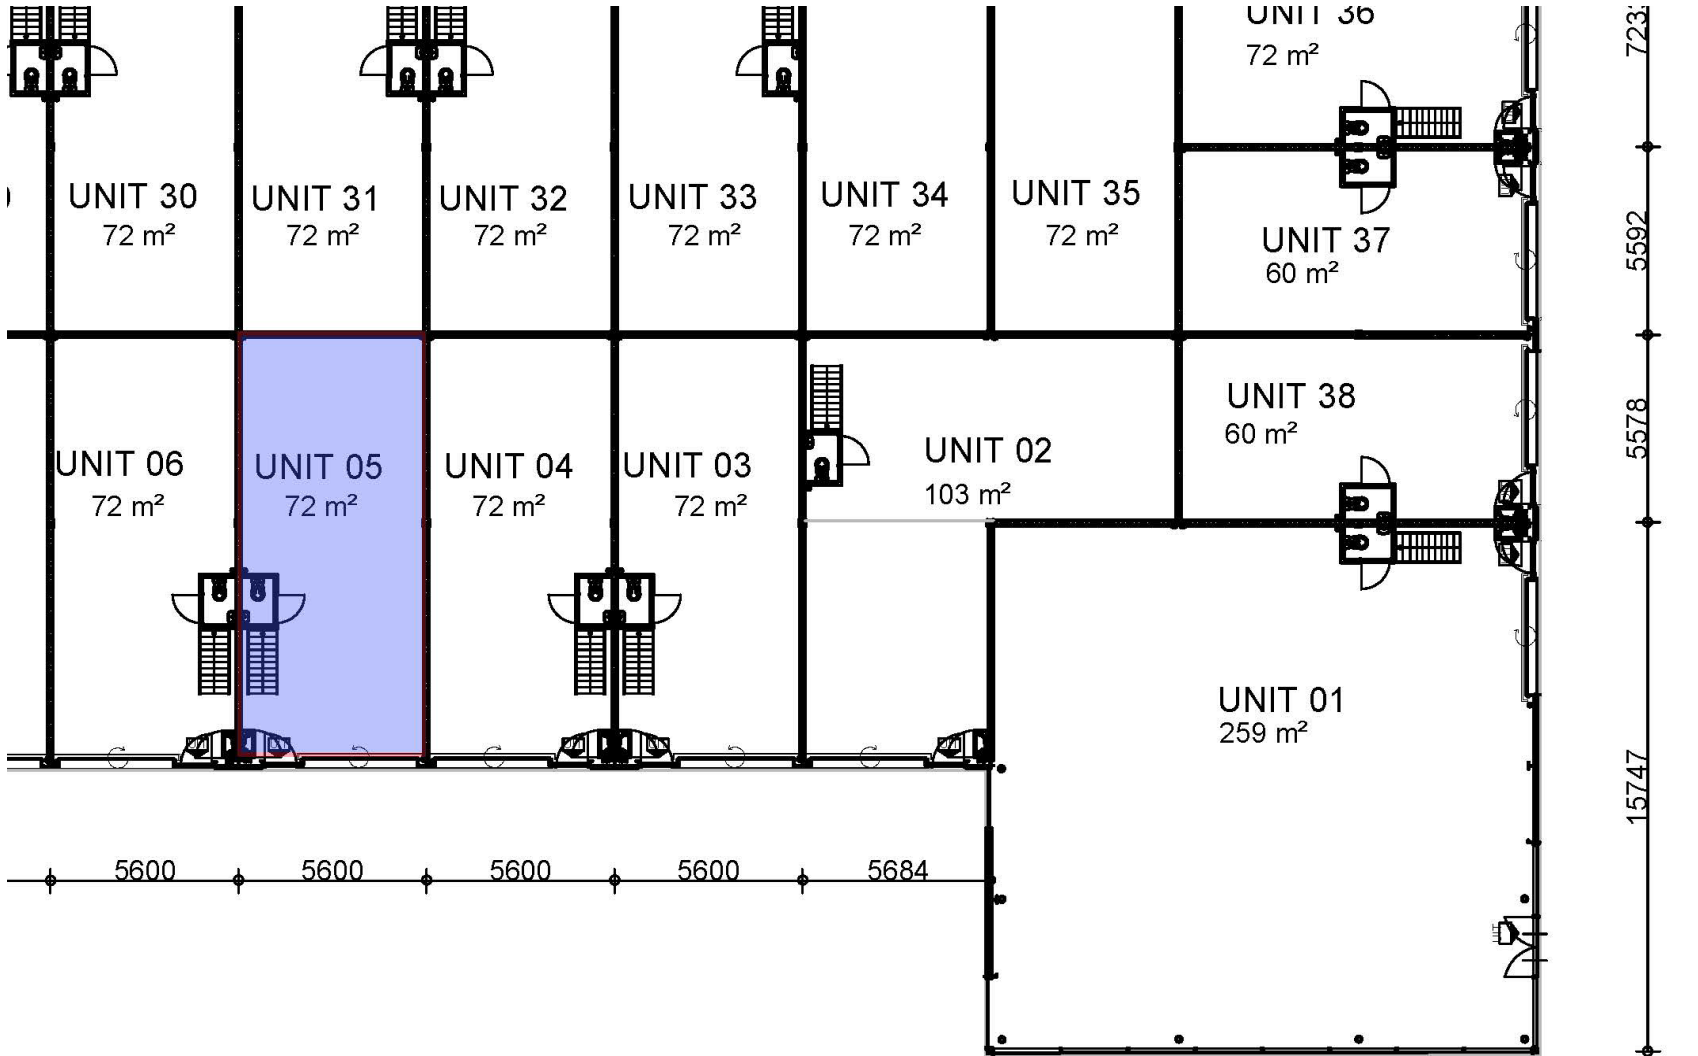 UNIT 36
72 m²
UNIT 30
72 m²
UNIT 31
72 m²
UNIT 32
72 m²
UNIT 33
72 m²
UNIT 34
72 m²
UNIT 35
72 m²
UNIT 37
60 m²
5592
UNIT 06
72 m²
UNIT 05
72 m²
UNIT 04
72 m²
UNIT 03
72 m²
UNIT 02
103 m²
UNIT 38
60 m²
5578
UNIT 01
259 m²
15747
5600
5600
5600
5600
5684